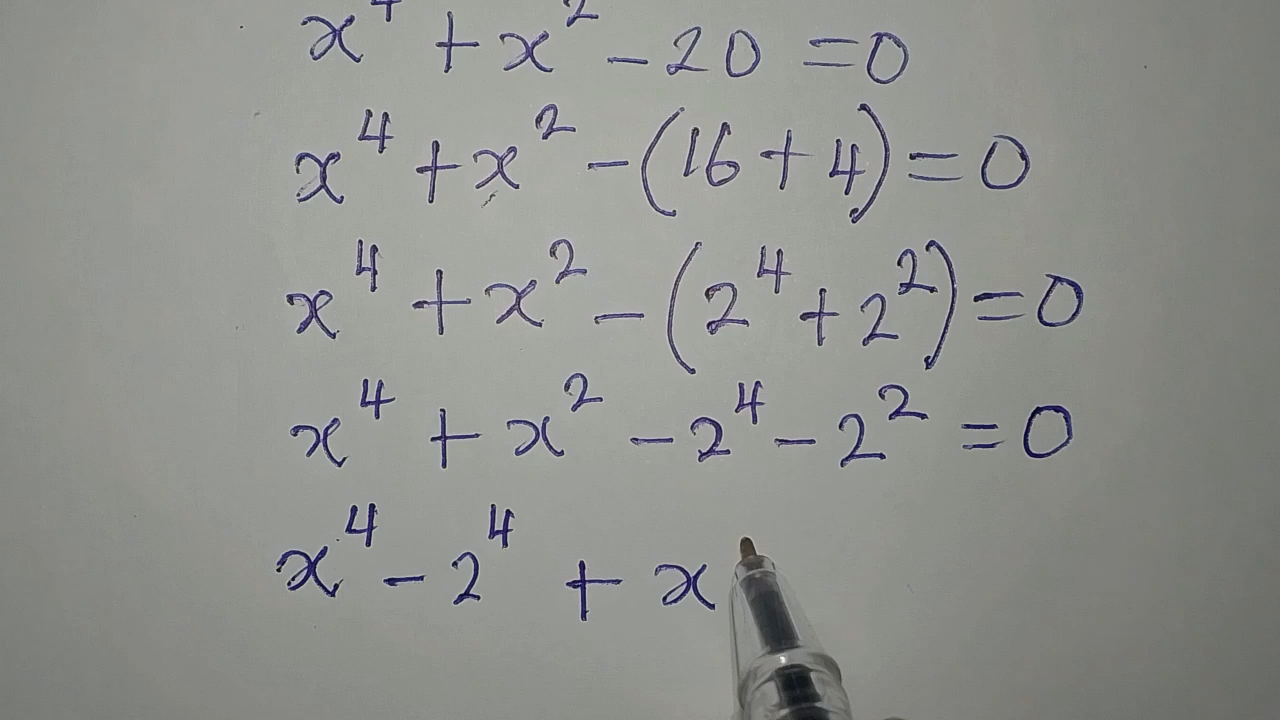 x⁴ + x² - 20 = 0
x⁴ + x² - (16 + 4) = 0
x⁴ + x² - (2⁴ + 2²) = 0
x⁴ + x² - 2⁴ - 2² = 0
x⁴ - 2⁴ + x